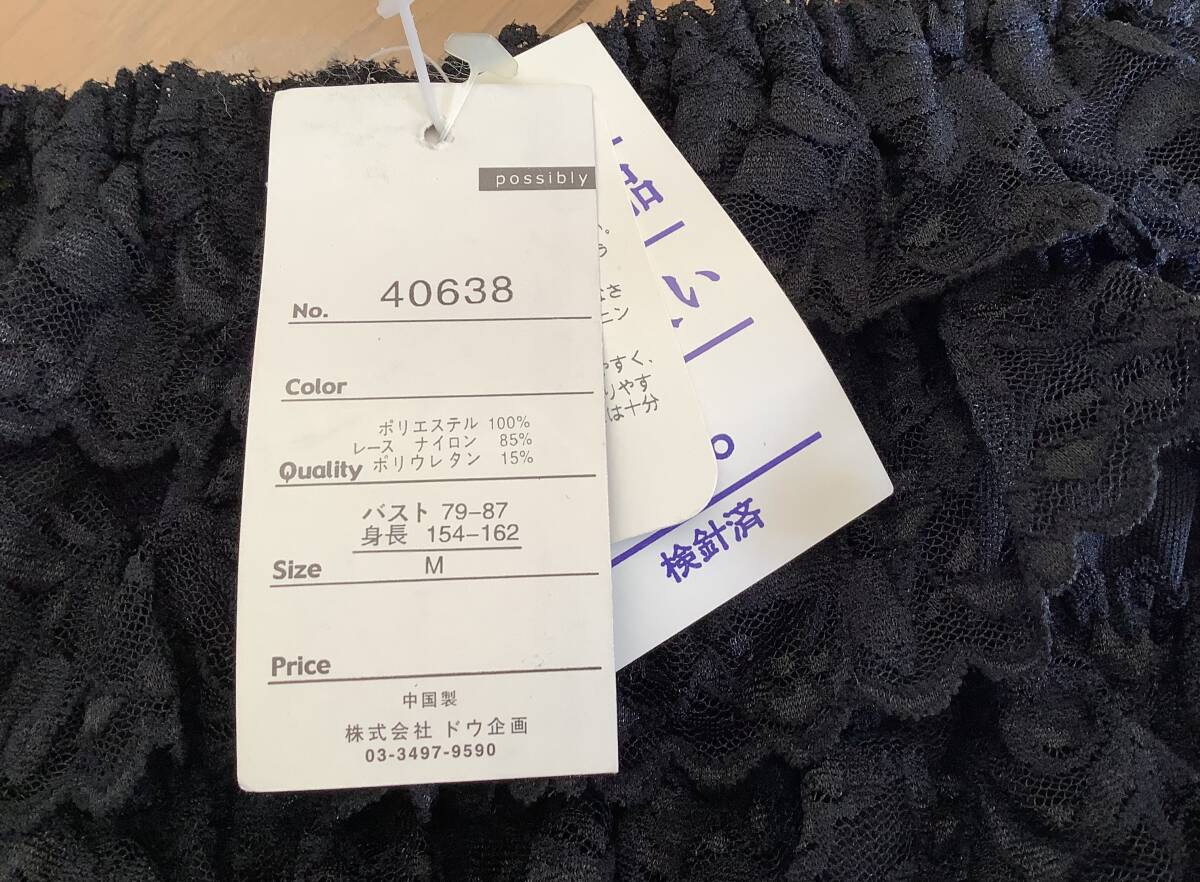 possibly
No. 40638
Color
ポリエステル 100%
レース ナイロン 85%
Quality ポリウレタン 15%
バスト 79-87
身長 154-162
Size M
Price
中国製
株式会社 ドウ企画
03-3497-9590
なさ
ニン
やすく、
りやす
は十分
品
い
。
検針済